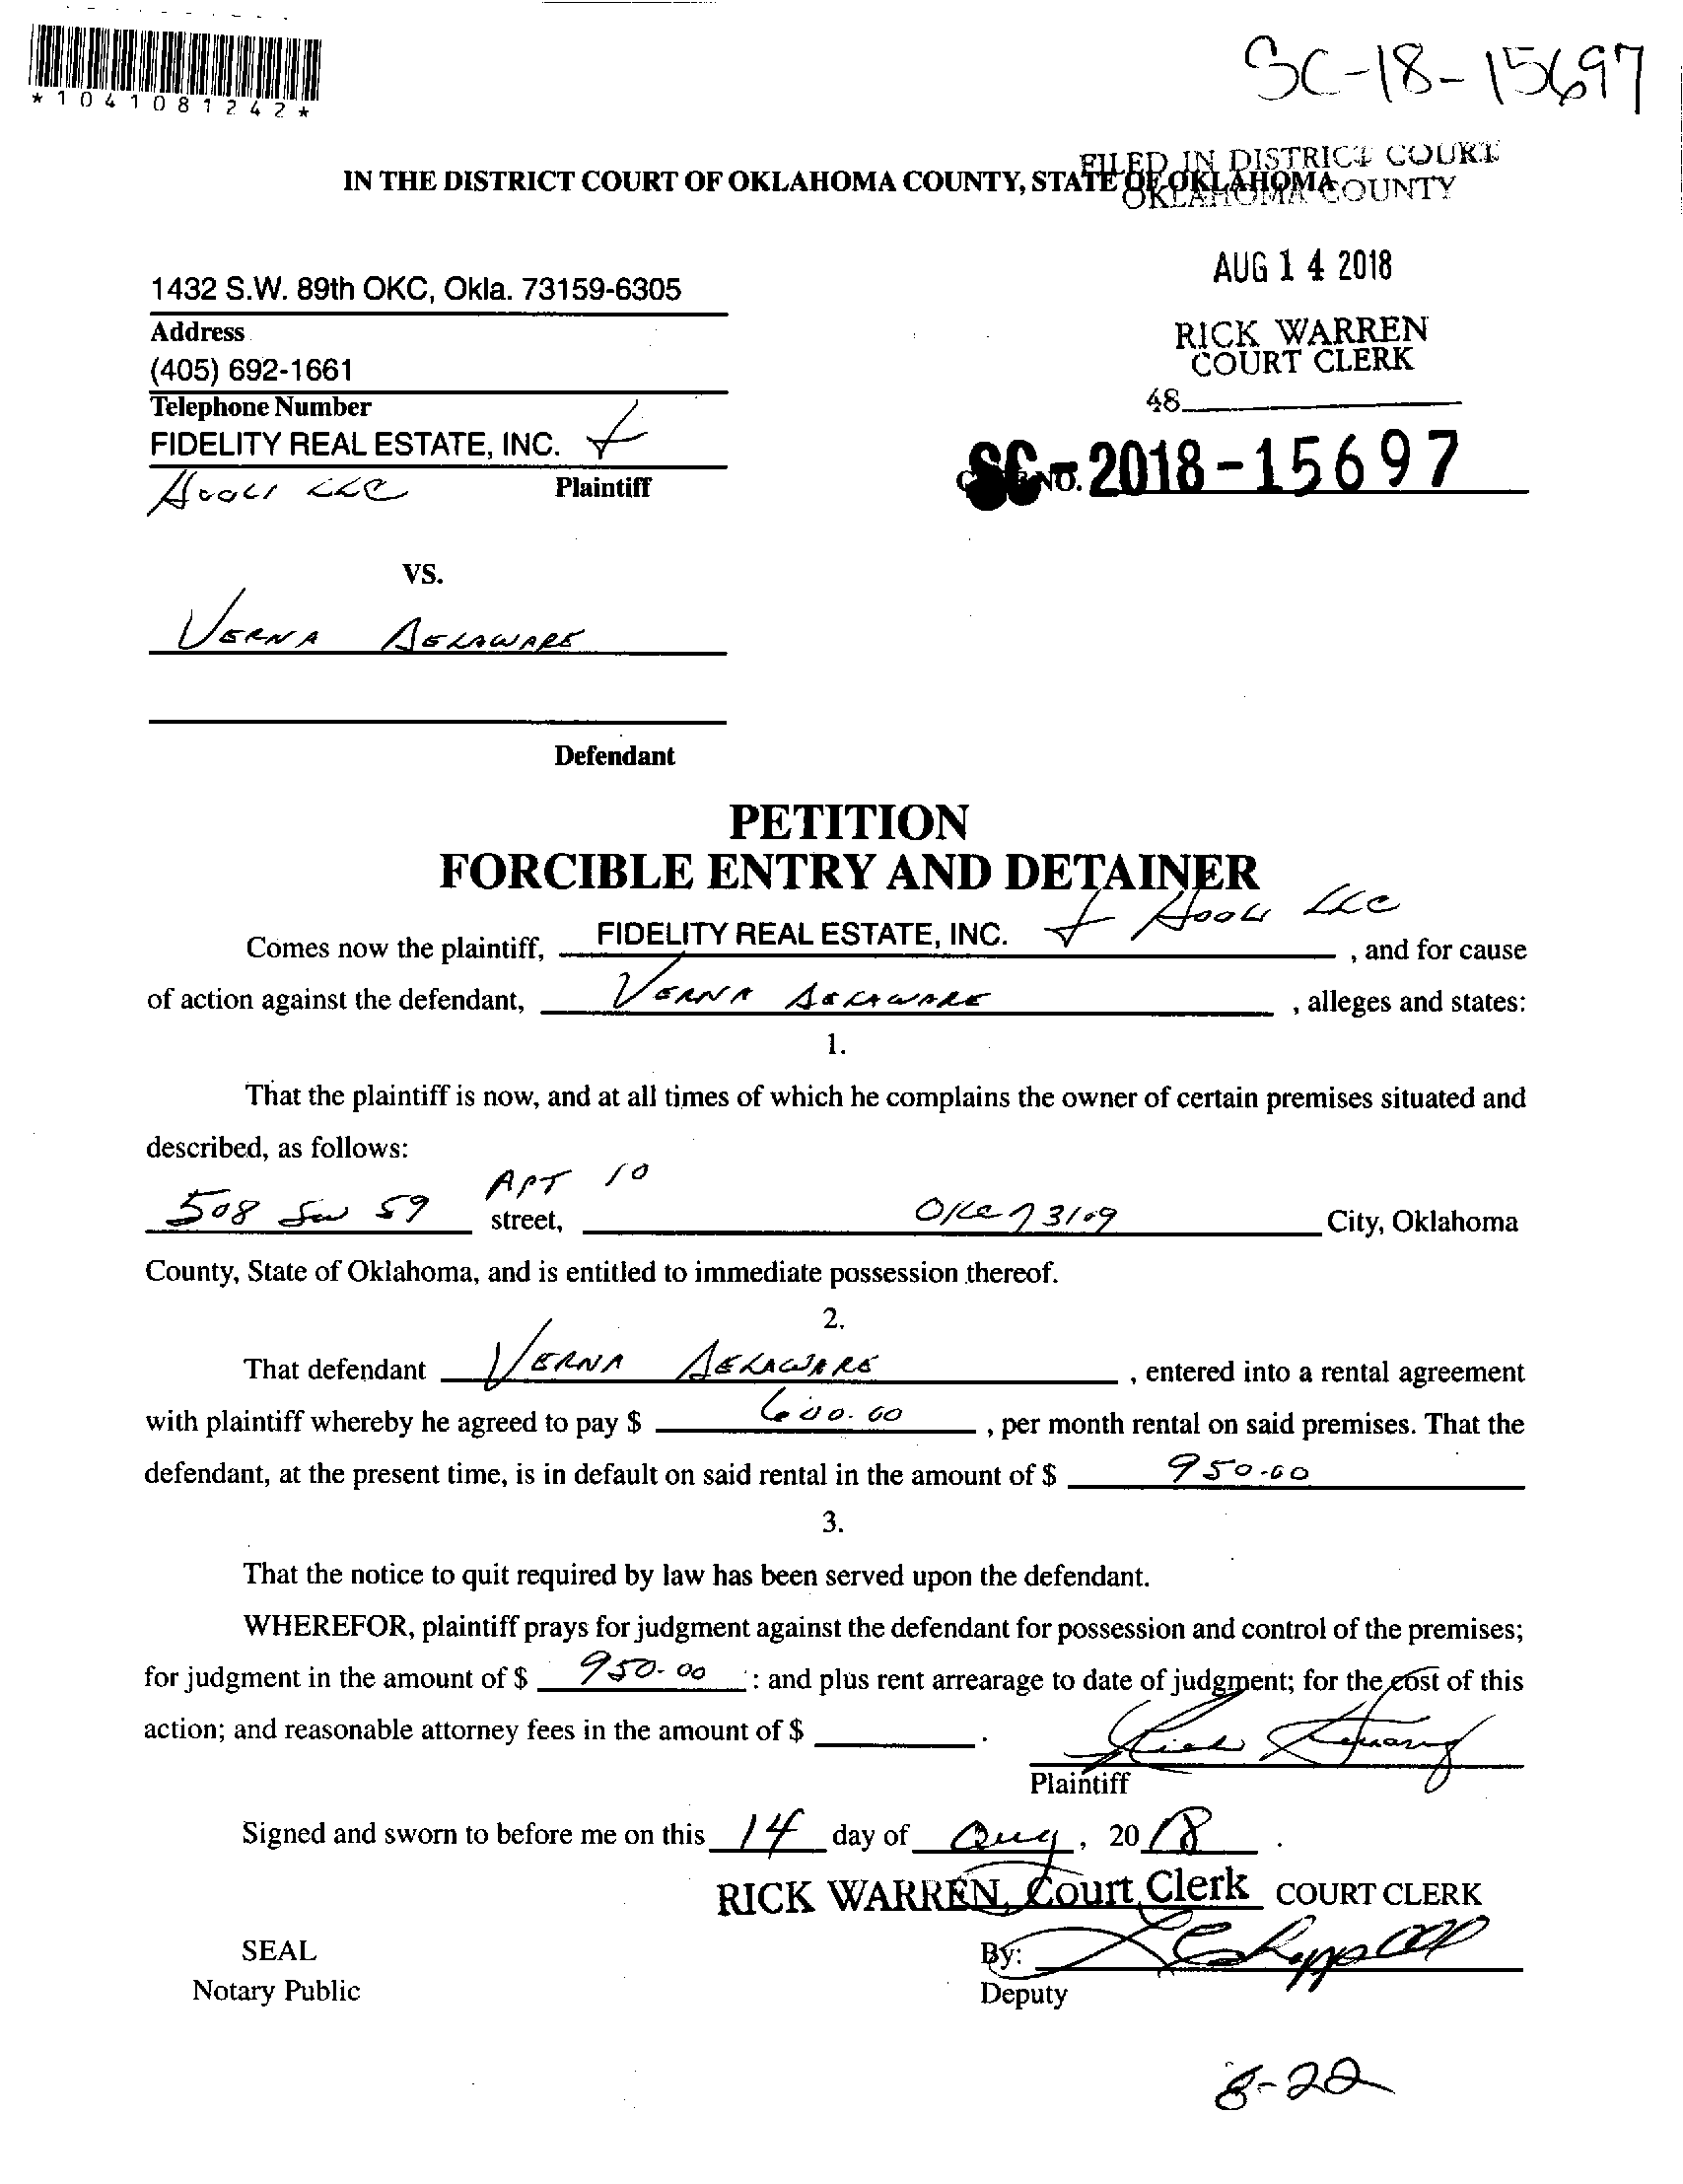 *1041081242*
SC-18-15697
FILED IN DISTRICT COURT
OKLAHOMA COUNTY
IN THE DISTRICT COURT OF OKLAHOMA COUNTY, STATE OF OKLAHOMA
AUG 14 2018
1432 S.W. 89th OKC, Okla. 73159-6305
Address
RICK WARREN
COURT CLERK
(405) 692-1661
Telephone Number
48
FIDELITY REAL ESTATE, INC. +
LLC Plaintiff
SC-2018-15697
NO.
VS.
VERNA DELAWARE
Defendant
PETITION
FORCIBLE ENTRY AND DETAINER
Comes now the plaintiff, FIDELITY REAL ESTATE, INC. + LLC , and for cause
of action against the defendant, VERNA DELAWARE , alleges and states:
1.
That the plaintiff is now, and at all times of which he complains the owner of certain premises situated and
described, as follows:
APT 10
508 SW 59 street, OKC 73109 City, Oklahoma
County, State of Oklahoma, and is entitled to immediate possession thereof.
2.
That defendant VERNA DELAWARE , entered into a rental agreement
with plaintiff whereby he agreed to pay $ 600.00 , per month rental on said premises. That the
defendant, at the present time, is in default on said rental in the amount of $ 950.00
3.
That the notice to quit required by law has been served upon the defendant.
WHEREFOR, plaintiff prays for judgment against the defendant for possession and control of the premises;
for judgment in the amount of $ 950.00 : and plus rent arrearage to date of judgment; for the cost of this
action; and reasonable attorney fees in the amount of $ .
Plaintiff
Signed and sworn to before me on this 14 day of Aug, 2018.
RICK WARREN, Court Clerk COURT CLERK
SEAL
By:
Notary Public
Deputy
8-22